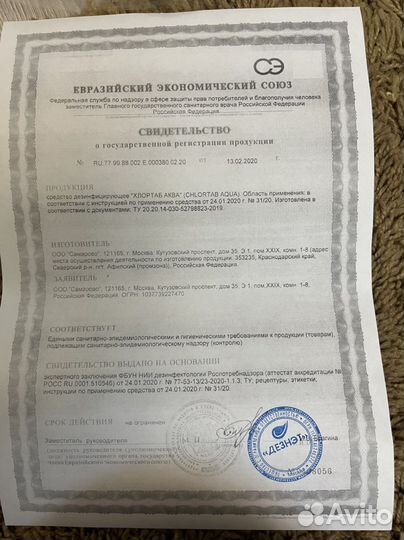 СЭ
ЕВРАЗИЙСКИЙ ЭКОНОМИЧЕСКИЙ СОЮЗ
Федеральная служба по надзору в сфере защиты прав потребителей и благополучия человека
заместитель Главного государственного санитарного врача Российской Федерации
Российская Федерация
СВИДЕТЕЛЬСТВО
о государственной регистрации продукции
№ RU.77.99.88.002.Е.000380.02.20 от 13.02.2020
ПРОДУКЦИЯ
средство дезинфицирующее "ХЛОРТАБ АКВА" (CHLORTAB AQUA). Область применения: в
соответствии с инструкцией по применению средства от 24.01.2020 г. № 31/20. Изготовлена в
соответствии с документами: ТУ 20.20.14-030-52798823-2019.
ИЗГОТОВИТЕЛЬ
ООО "Самарово", 121165, г. Москва, Кутузовский проспект, дом 35, Э.1, пом.XXIX, комн. 1-8 (адрес
места осуществления деятельности по изготовлению продукции: 353235, Краснодарский край,
Северский р-н, пгт. Афипский (промзона)), Российская Федерация.
ЗАЯВИТЕЛЬ
ООО "Самарово", 121165, г. Москва, Кутузовский проспект, дом 35, Э.1, пом.XXIX, комн. 1-8,
Российская Федерация. ОГРН: 1037739227470
СООТВЕТСТВУЕТ
Единым санитарно-эпидемиологическим и гигиеническим требованиям к продукции (товарам),
подлежащим санитарно-эпидемиологическому надзору (контролю)
СВИДЕТЕЛЬСТВО ВЫДАНО НА ОСНОВАНИИ
экспертного заключения ФБУН НИИ дезинфектологии Роспотребнадзора (аттестат аккредитации №
РОСС RU.0001.510546) от 24.01.2020 г. № 77-53-13/23-2020-1.1.3; ТУ; рецептуры; этикетки;
инструкции по применению средства от 24.01.2020 г. № 31/20.
СРОК ДЕЙСТВИЯ не ограничен
Заместитель руководителя
«ДЕЗНЭТ»
Брагина
Avito